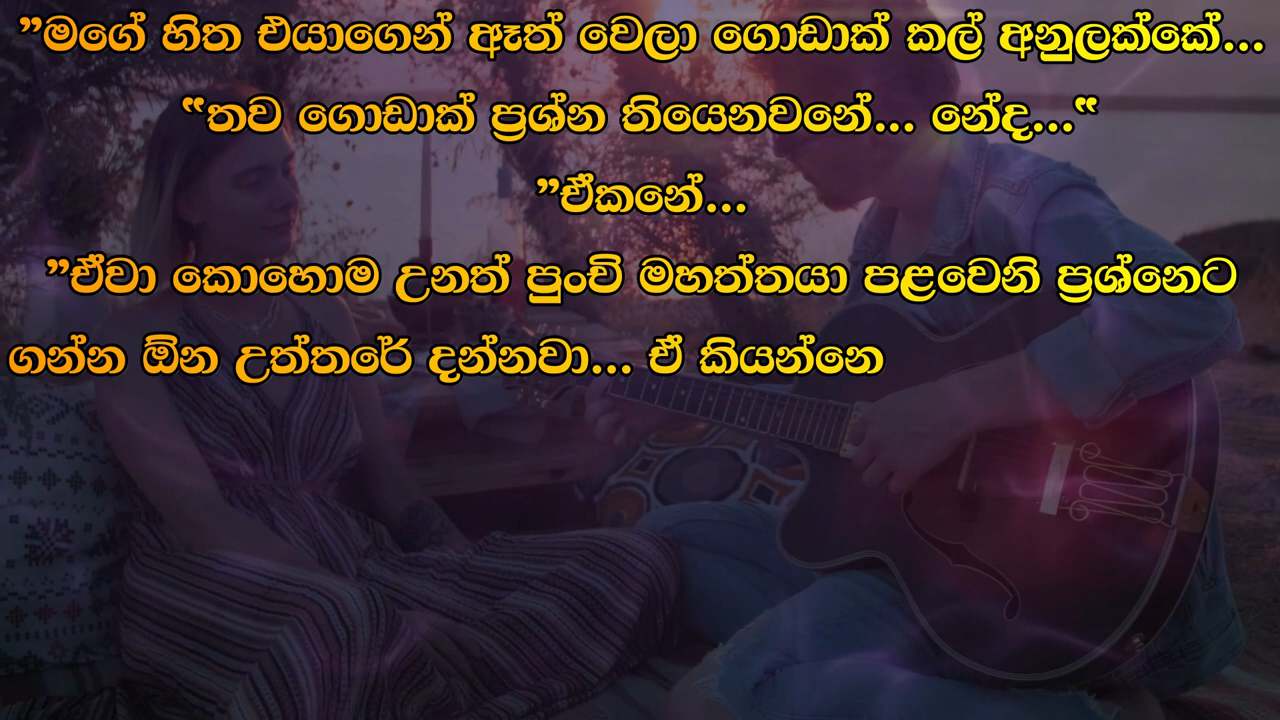 ”මගේ හිත එයාගෙන් ඈත් වෙලා ගොඩාක් කල් අනුලක්කේ...
“තව ගොඩාක් ප්‍රශ්න තියෙනවනේ... නේද...“
”ඒකනේ...
”ඒවා කොහොම උනත් පුංචි මහත්තයා පළවෙනි ප්‍රශ්නෙට
ගන්න ඕන උත්තරේ දන්නවා... ඒ කියන්නෙ